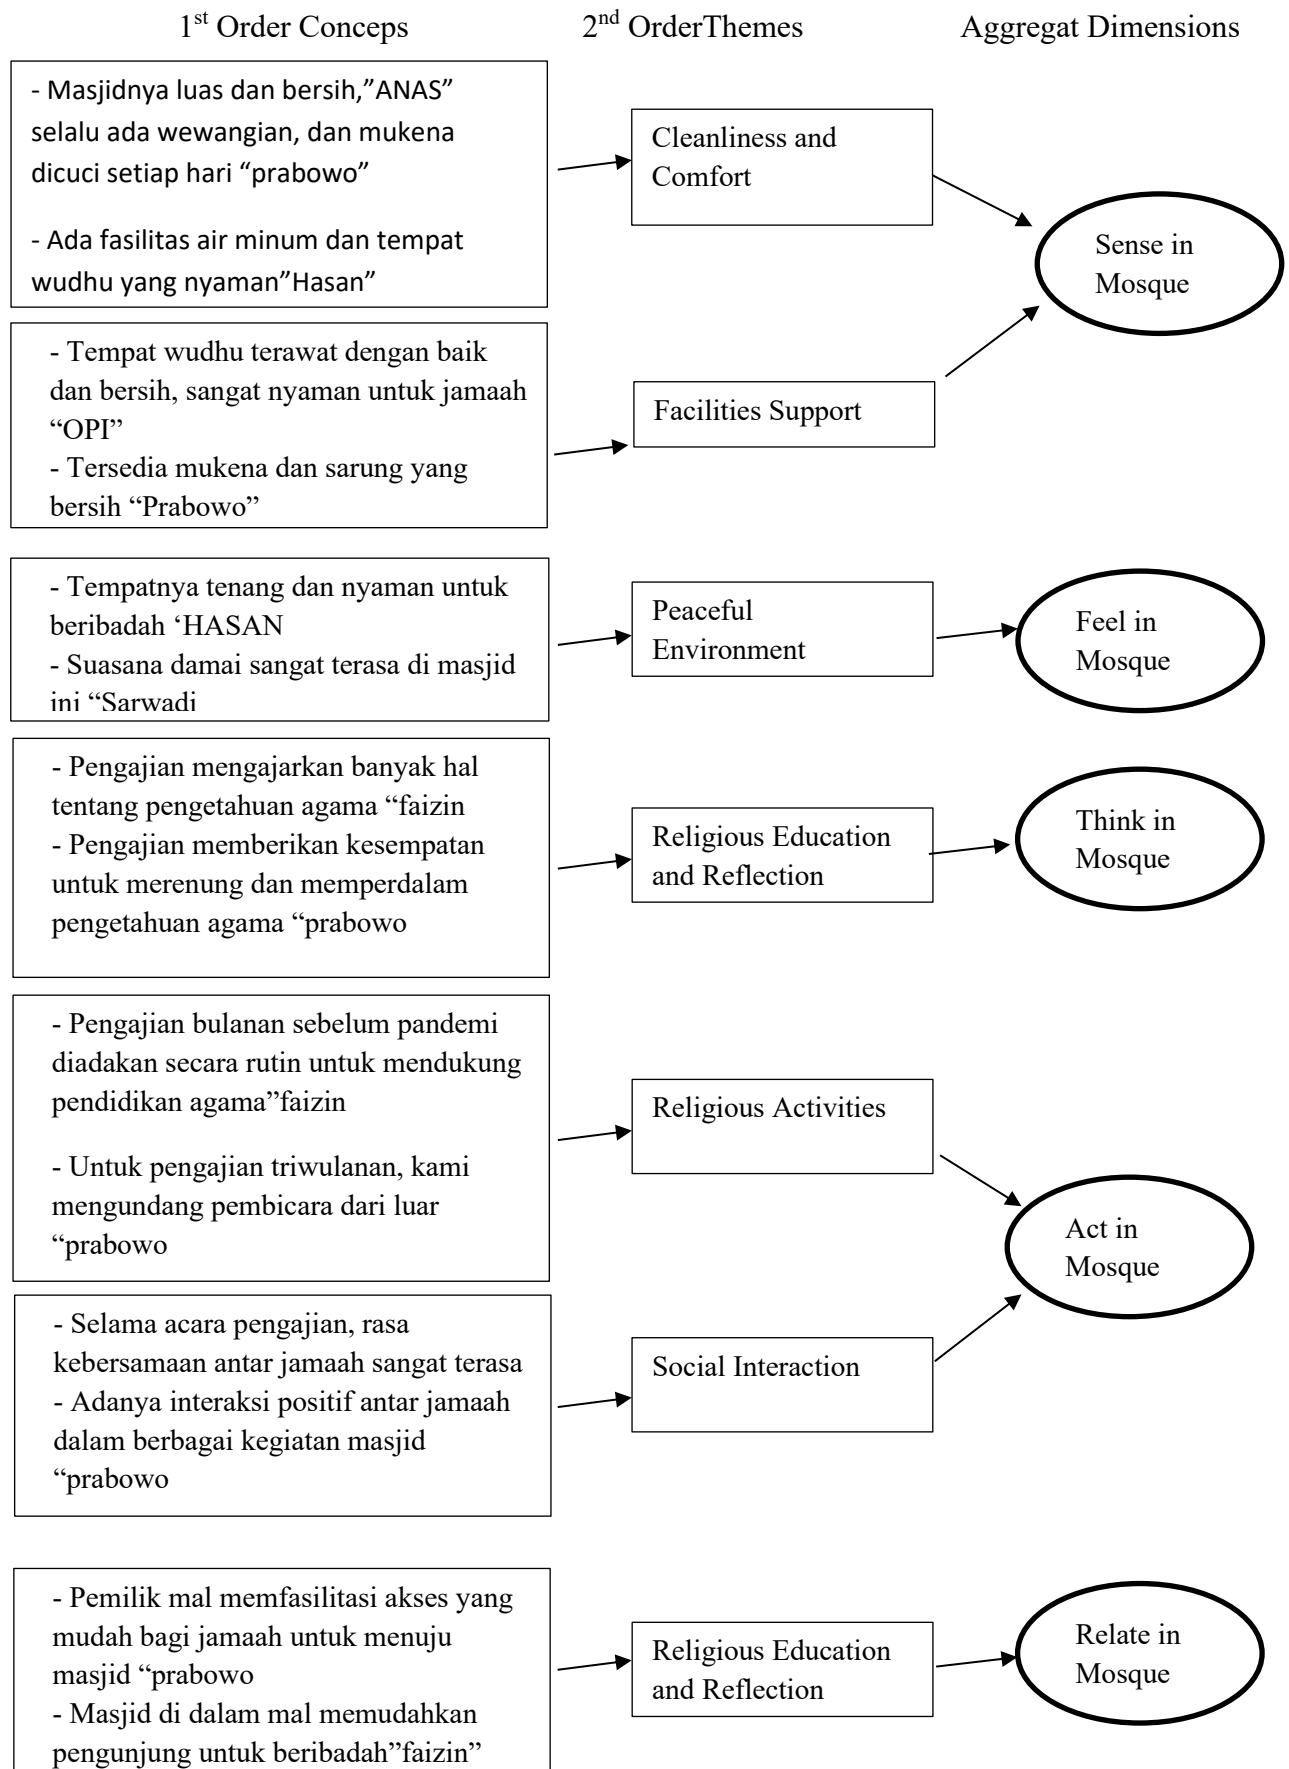 1st Order Conceps
2nd OrderThemes
Aggregat Dimensions
- Masjidnya luas dan bersih,”ANAS”
selalu ada wewangian, dan mukena
dicuci setiap hari “prabowo”
- Ada fasilitas air minum dan tempat
wudhu yang nyaman”Hasan”
Cleanliness and
Comfort
Sense in
Mosque
- Tempat wudhu terawat dengan baik
dan bersih, sangat nyaman untuk jamaah
“OPI”
- Tersedia mukena dan sarung yang
bersih “Prabowo”
Facilities Support
- Tempatnya tenang dan nyaman untuk
beribadah ‘HASAN
- Suasana damai sangat terasa di masjid
ini “Sarwadi
Peaceful
Environment
Feel in
Mosque
- Pengajian mengajarkan banyak hal
tentang pengetahuan agama “faizin
- Pengajian memberikan kesempatan
untuk merenung dan memperdalam
pengetahuan agama “prabowo
Religious Education
and Reflection
Think in
Mosque
- Pengajian bulanan sebelum pandemi
diadakan secara rutin untuk mendukung
pendidikan agama”faizin
- Untuk pengajian triwulanan, kami
mengundang pembicara dari luar
“prabowo
Religious Activities
Act in
Mosque
- Selama acara pengajian, rasa
kebersamaan antar jamaah sangat terasa
- Adanya interaksi positif antar jamaah
dalam berbagai kegiatan masjid
“prabowo
Social Interaction
- Pemilik mal memfasilitasi akses yang
mudah bagi jamaah untuk menuju
masjid “prabowo
- Masjid di dalam mal memudahkan
pengunjung untuk beribadah”faizin”
Religious Education
and Reflection
Relate in
Mosque